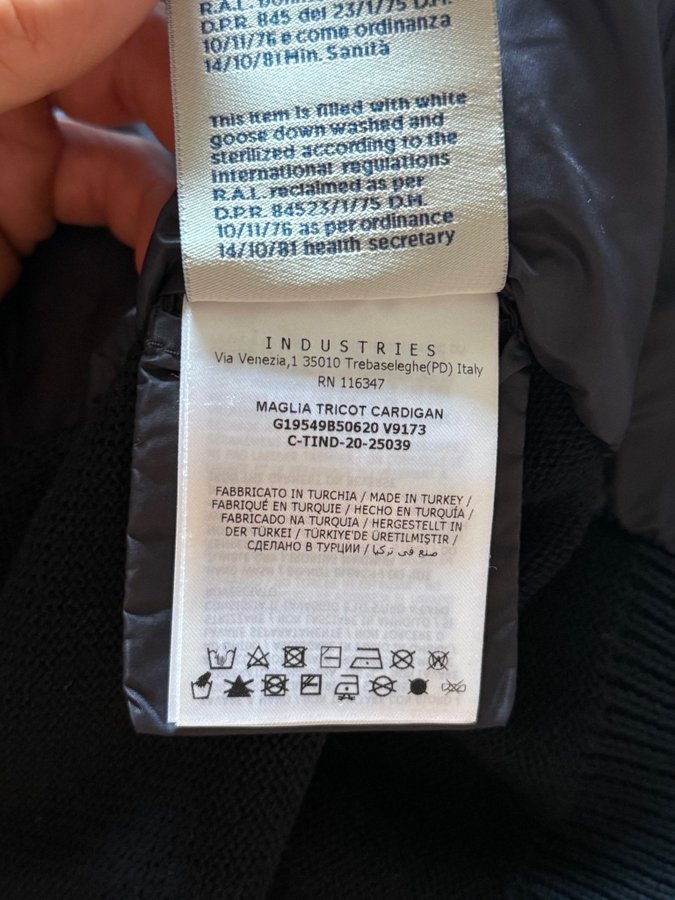 R.A.L.
D.P.R. 845 del 23/1/75 D.M.
10/11/76 e come ordinanza
14/10/81 Min. Sanità
This item is filled with white
goose down washed and
sterilized according to the
international regulations
R.A.L. reclaimed as per
D.P.R. 84523/1/75 D.M.
10/11/76 as per ordinance
14/10/81 health secretary
INDUSTRIES
Via Venezia,1 35010 Trebaseleghe(PD) Italy
RN 116347
MAGLIA TRICOT CARDIGAN
G19549B50620 V9173
C-TIND-20-25039
FABBRICATO IN TURCHIA / MADE IN TURKEY /
FABRIQUÉ EN TURQUIE / HECHO EN TURQUÍA /
FABRICADO NA TURQUIA / HERGESTELLT IN
DER TÜRKEI / TÜRKIYE'DE ÜRETILMIŞTIR /
СДЕЛАНО В ТУРЦИИ / صنع في تركيا